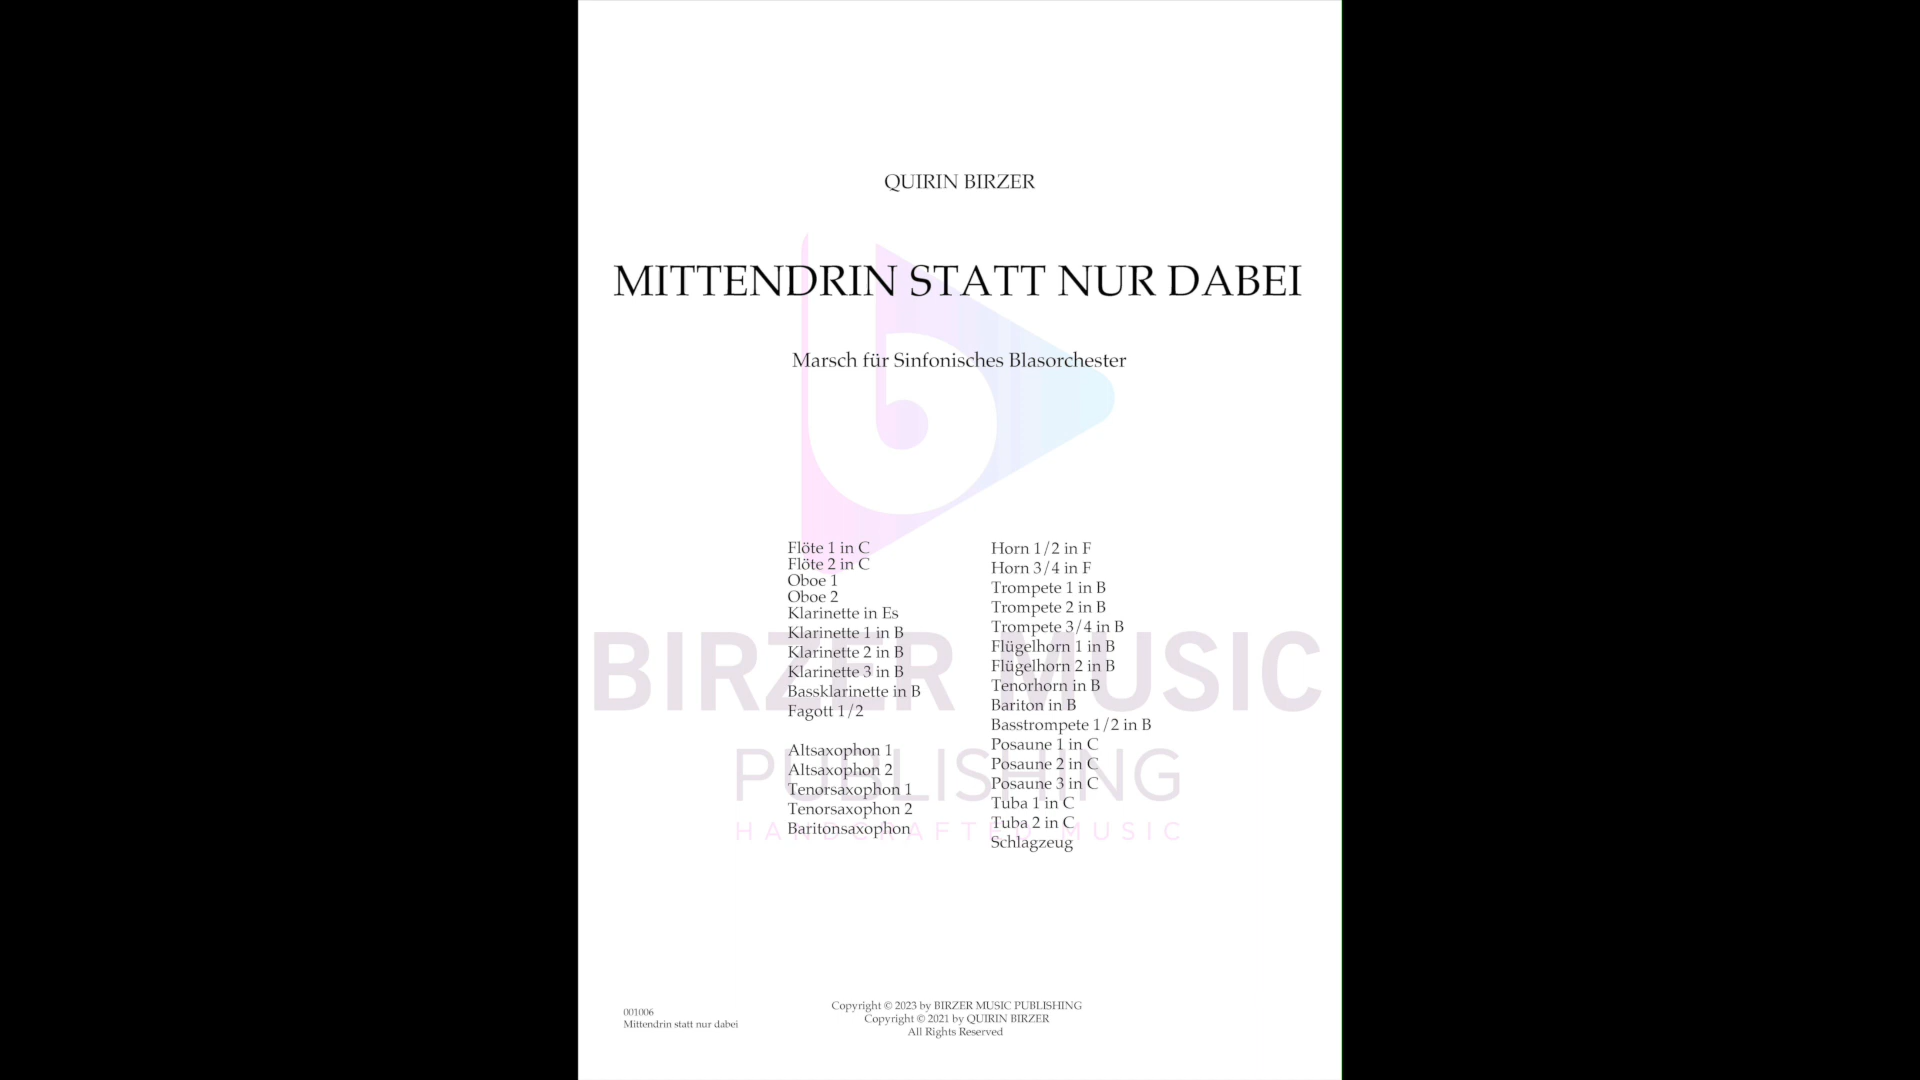 QUIRIN BIRZER
MITTENDRIN STATT NUR DABEI
Marsch für Sinfonisches Blasorchester
Flöte 1 in C
Flöte 2 in C
Oboe 1
Oboe 2
Klarinette in Es
Klarinette 1 in B
Klarinette 2 in B
Klarinette 3 in B
Bassklarinette in B
Fagott 1/2
Altsaxophon 1
Altsaxophon 2
Tenorsaxophon 1
Tenorsaxophon 2
Baritonsaxophon
Horn 1/2 in F
Horn 3/4 in F
Trompete 1 in B
Trompete 2 in B
Trompete 3/4 in B
Flügelhorn 1 in B
Flügelhorn 2 in B
Tenorhorn in B
Bariton in B
Basstrompete 1/2 in B
Posaune 1 in C
Posaune 2 in C
Posaune 3 in C
Tuba 1 in C
Tuba 2 in C
Schlagzeug
BIRZER MUSIC
PUBLISHING
HANDCRAFTED MUSIC
001006
Mittendrin statt nur dabei
Copyright © 2023 by BIRZER MUSIC PUBLISHING
Copyright © 2021 by QUIRIN BIRZER
All Rights Reserved